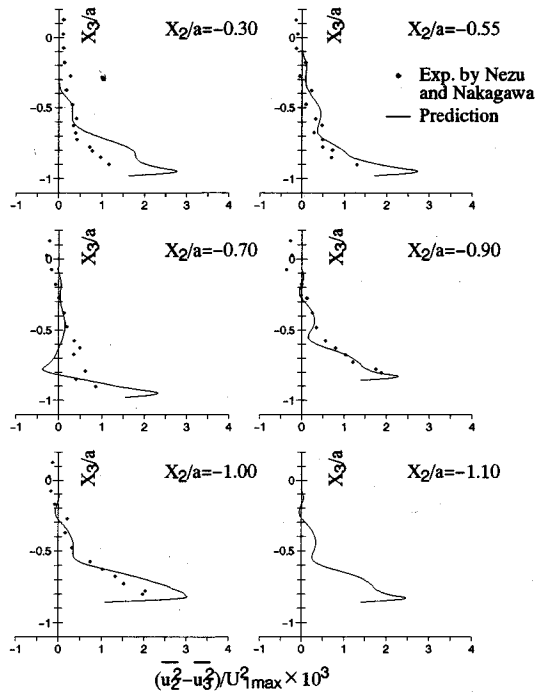 X2/a=-0.30
X2/a=-0.55
X3/a
X3/a
0
-0.5
-1
0
-0.5
-1
Exp. by Nezu
and Nakagawa
Prediction
-1 0 1 2 3 4
-1 0 1 2 3 4
X2/a=-0.70
X2/a=-0.90
X3/a
X3/a
0
-0.5
-1
0
-0.5
-1
-1 0 1 2 3 4
-1 0 1 2 3 4
X2/a=-1.00
X2/a=-1.10
X3/a
X3/a
0
-0.5
-1
0
-0.5
-1
-1 0 1 2 3 4
-1 0 1 2 3 4
(u₂²-u₃²)/U²₁max×10³